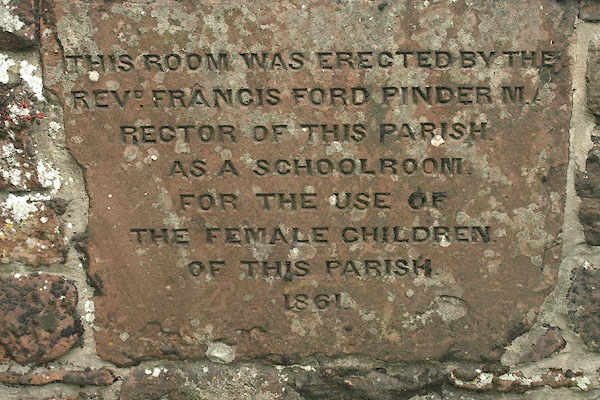 THIS ROOM WAS ERECTED BY THE
REVD. FRANCIS FORD PINDER M.A.
RECTOR OF THIS PARISH
AS A SCHOOLROOM.
FOR THE USE OF
THE FEMALE CHILDREN.
OF THIS PARISH.
1861.